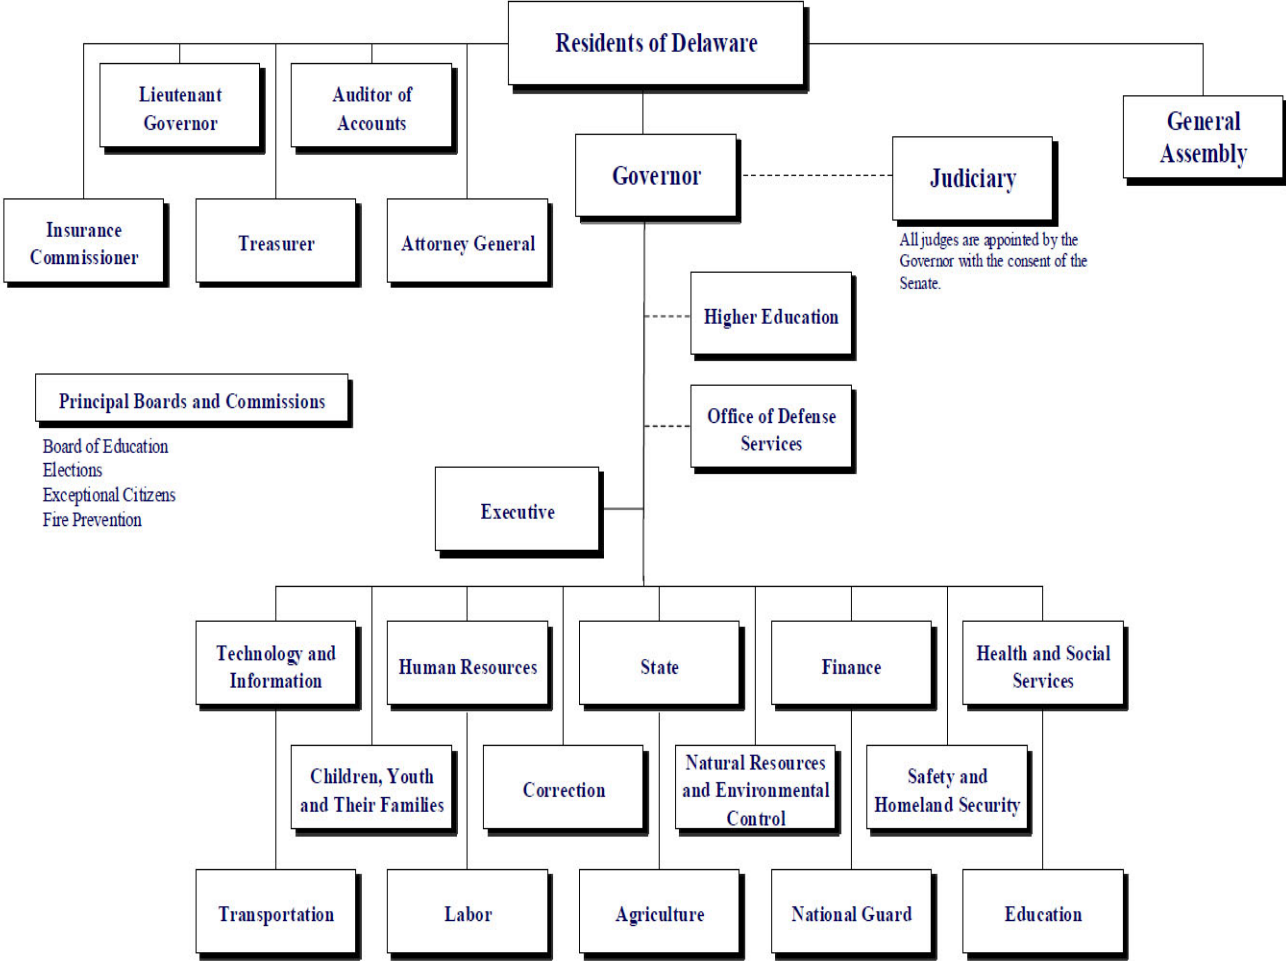 Residents of Delaware
Lieutenant
Governor
Auditor of
Accounts
General
Assembly
Governor
Judiciary
All judges are appointed by the
Governor with the consent of the
Senate.
Insurance
Commissioner
Treasurer
Attorney General
Higher Education
Principal Boards and Commissions
Board of Education
Elections
Exceptional Citizens
Fire Prevention
Office of Defense
Services
Executive
Technology and
Information
Human Resources
State
Finance
Health and Social
Services
Children, Youth
and Their Families
Correction
Natural Resources
and Environmental
Control
Safety and
Homeland Security
Transportation
Labor
Agriculture
National Guard
Education